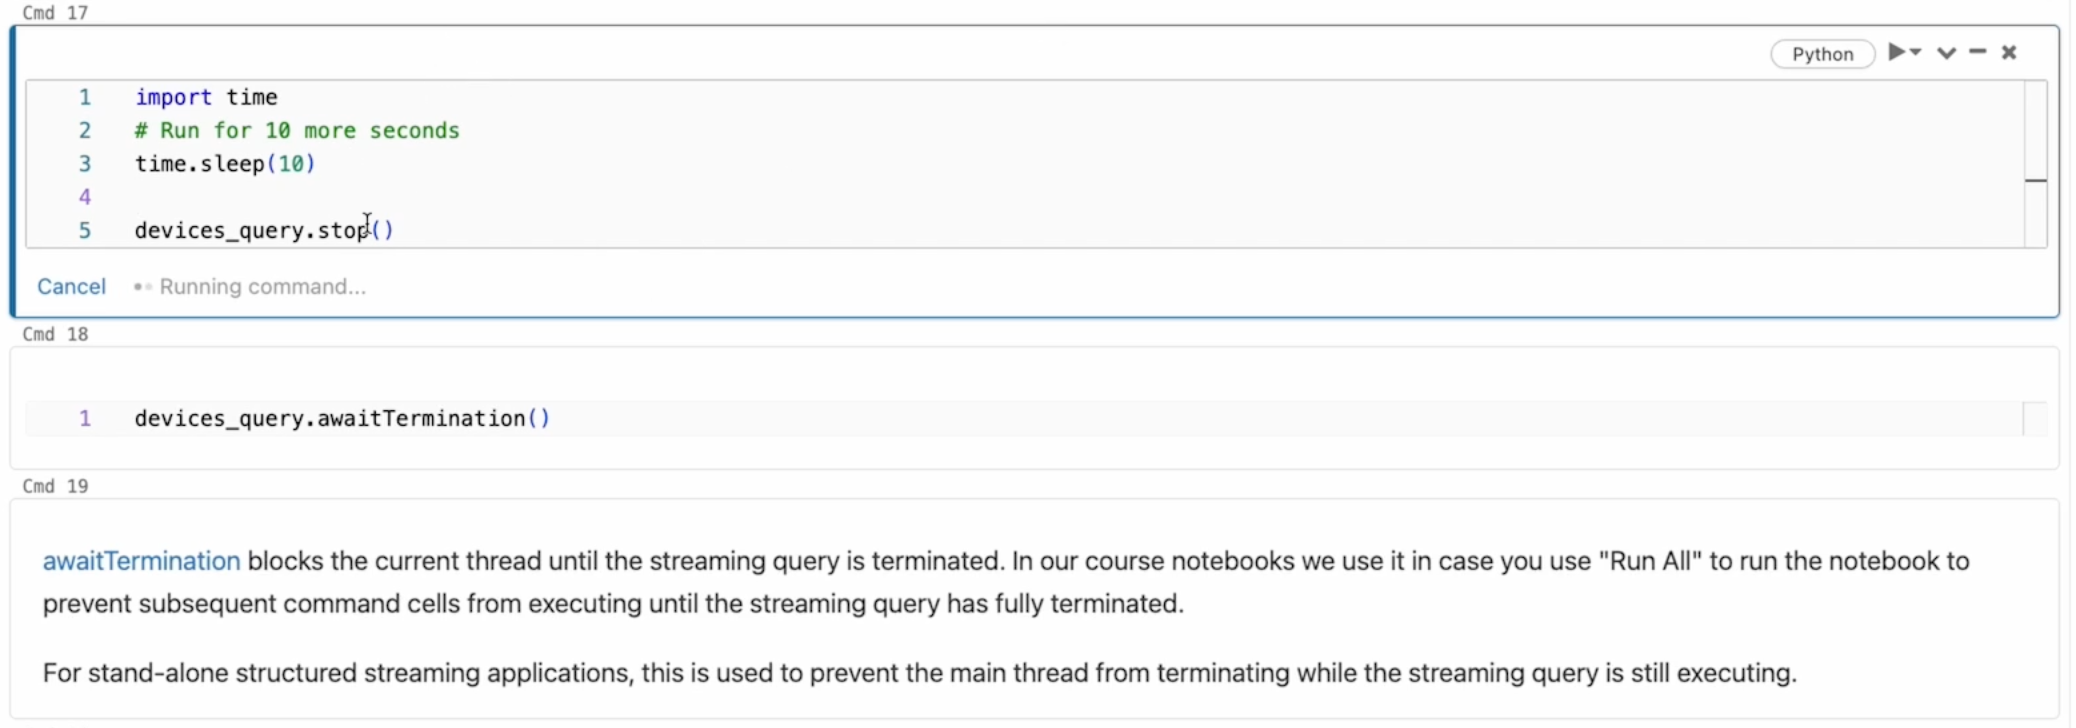 Cmd 17
Python
1 import time
2 # Run for 10 more seconds
3 time.sleep(10)
4
5 devices_query.stop()
Cancel Running command...
Cmd 18
1 devices_query.awaitTermination()
Cmd 19
awaitTermination blocks the current thread until the streaming query is terminated. In our course notebooks we use it in case you use "Run All" to run the notebook to
prevent subsequent command cells from executing until the streaming query has fully terminated.
For stand-alone structured streaming applications, this is used to prevent the main thread from terminating while the streaming query is still executing.